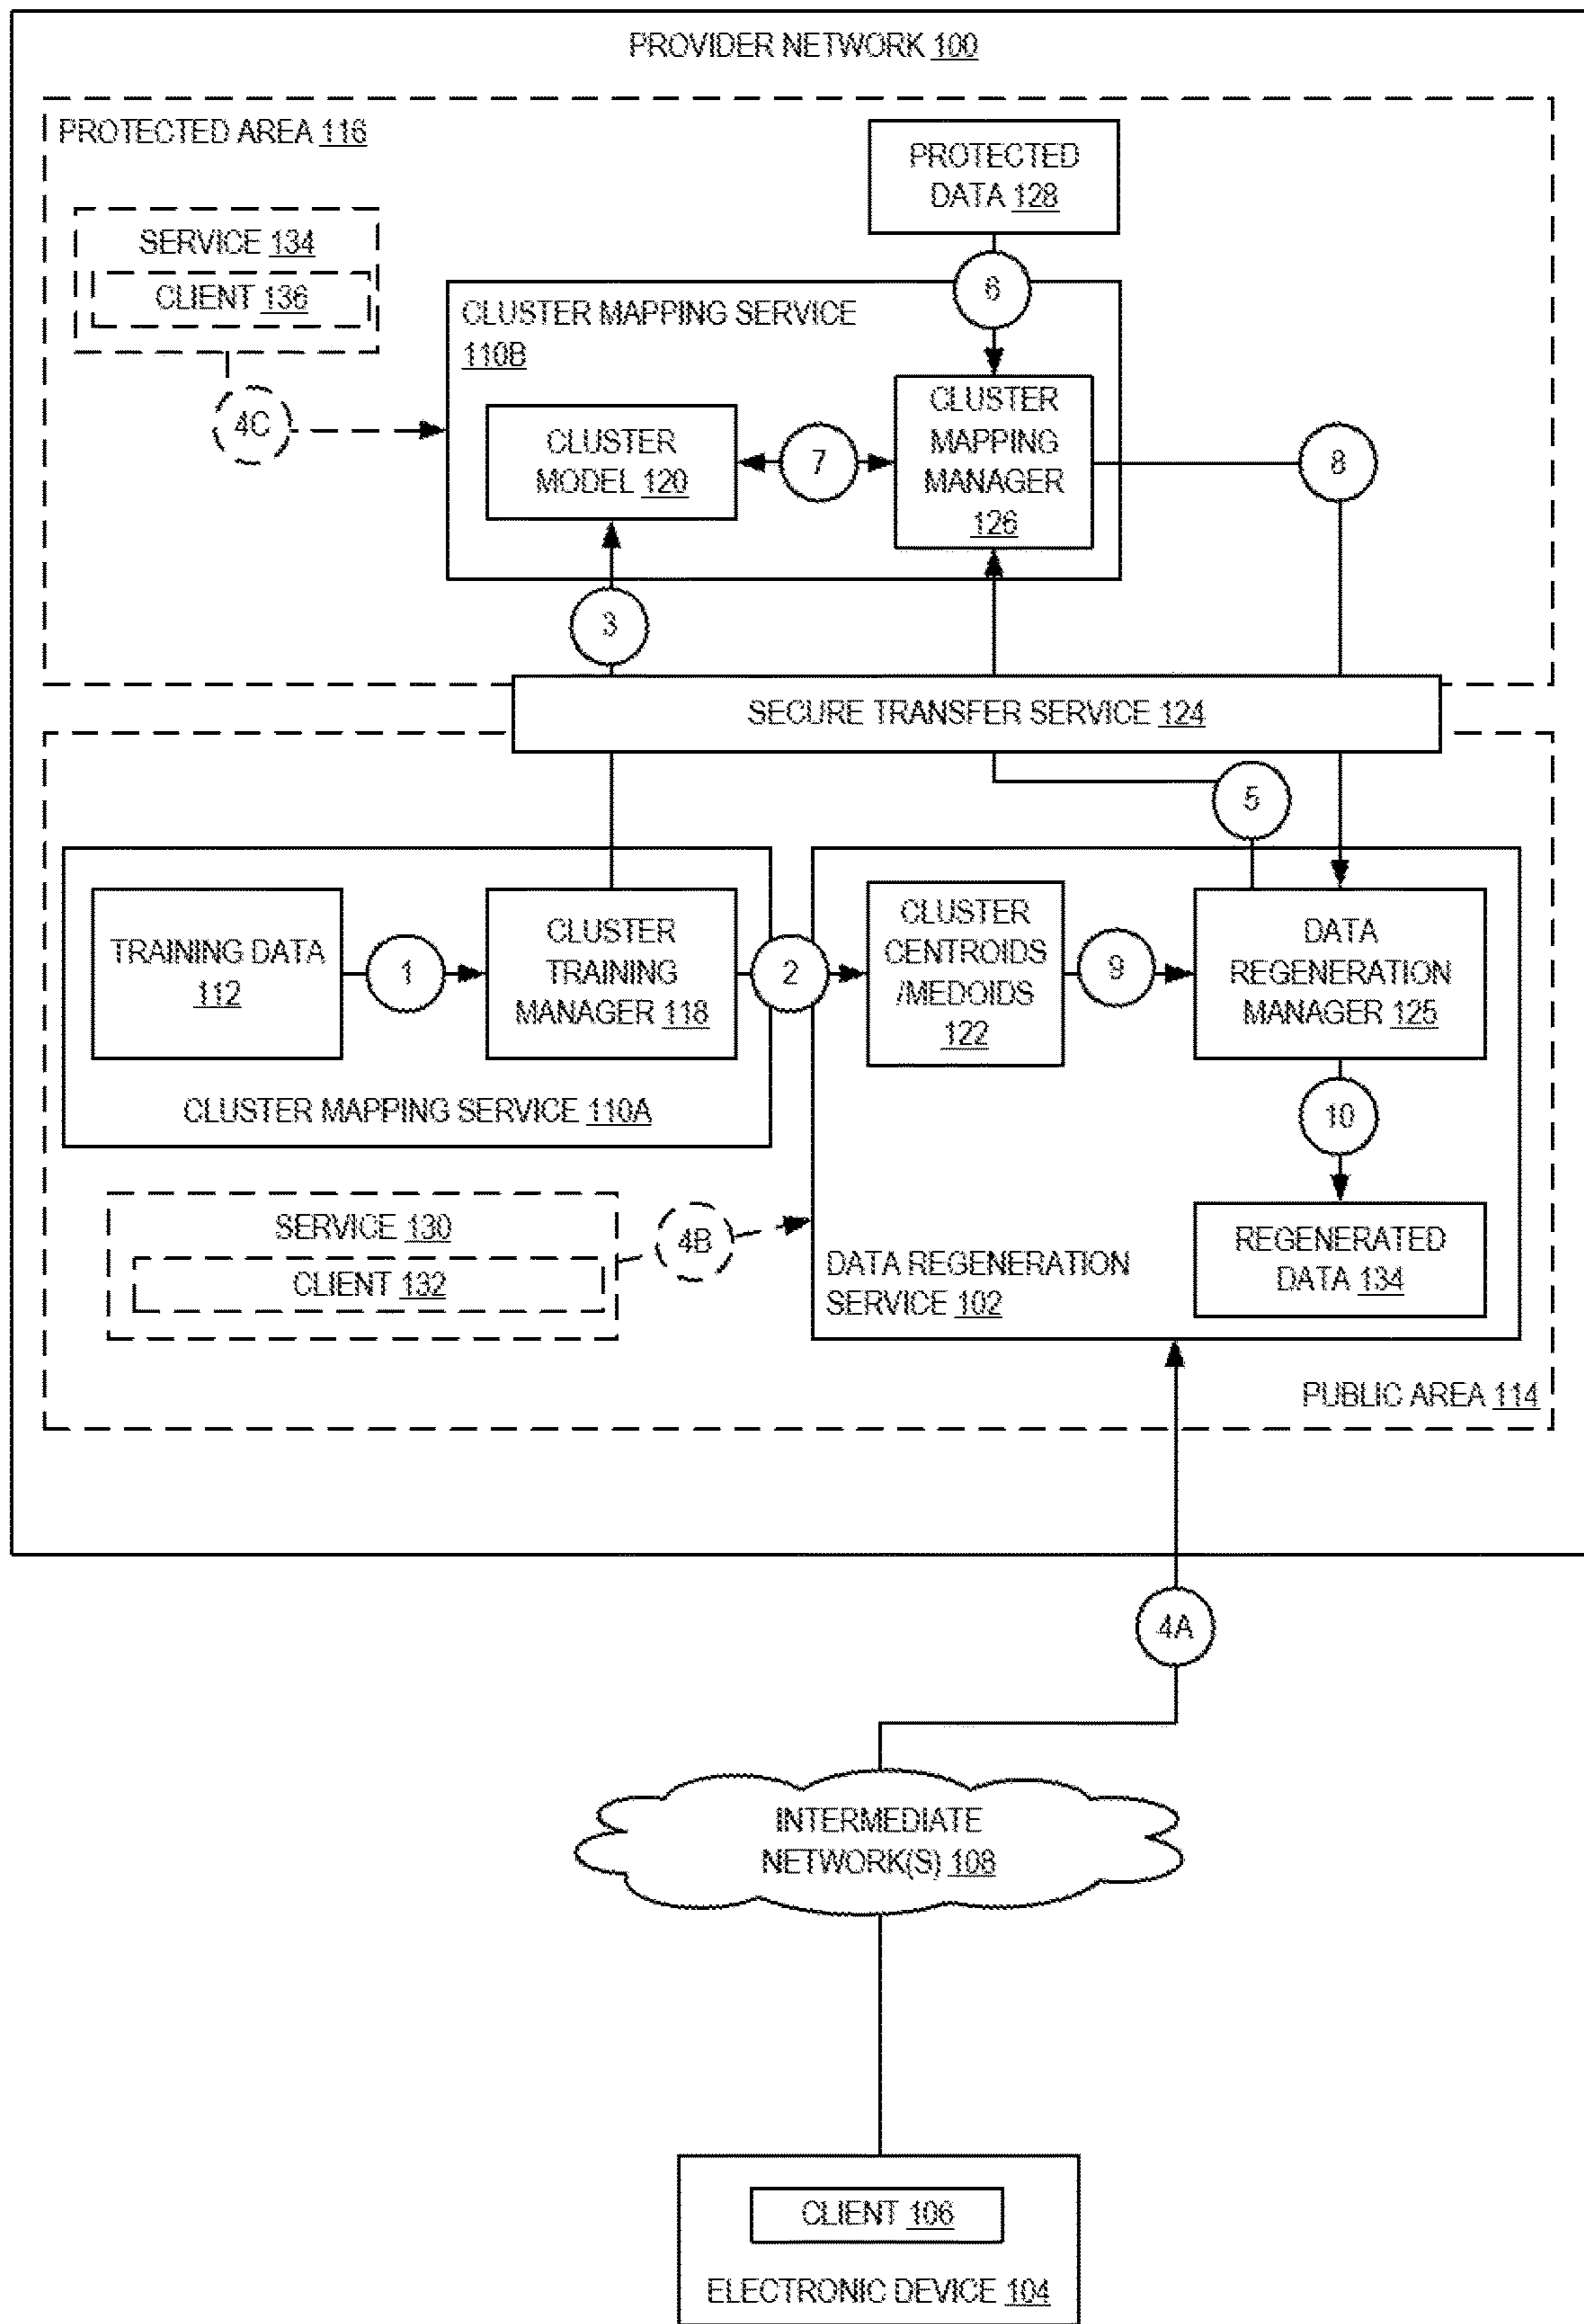 PROVIDER NETWORK 100
PROTECTED AREA 116
PROTECTED
DATA 128
SERVICE 134
CLIENT 136
6
CLUSTER MAPPING SERVICE
110B
4C
CLUSTER
MODEL 120
7
CLUSTER
MAPPING
MANAGER
126
8
3
SECURE TRANSFER SERVICE 124
5
TRAINING DATA
112
1
CLUSTER
TRAINING
MANAGER 118
2
CLUSTER
CENTROIDS
/MEDOIDS
122
9
DATA
REGENERATION
MANAGER 125
CLUSTER MAPPING SERVICE 110A
10
SERVICE 130
CLIENT 132
4B
DATA REGENERATION
SERVICE 102
REGENERATED
DATA 134
PUBLIC AREA 114
4A
INTERMEDIATE
NETWORK(S) 108
CLIENT 106
ELECTRONIC DEVICE 104